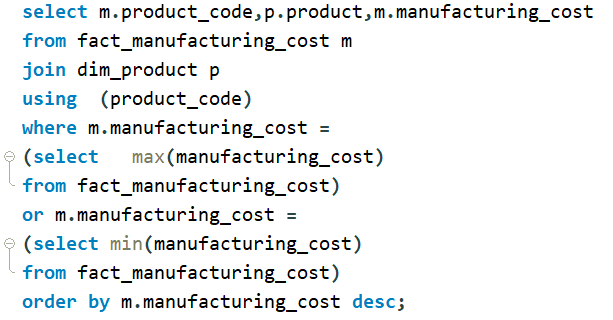 select m.product_code,p.product,m.manufacturing_cost
from fact_manufacturing_cost m
join dim_product p
using  (product_code)
where m.manufacturing_cost =
(select   max(manufacturing_cost)
from fact_manufacturing_cost)
or m.manufacturing_cost =
(select min(manufacturing_cost)
from fact_manufacturing_cost)
order by m.manufacturing_cost desc;